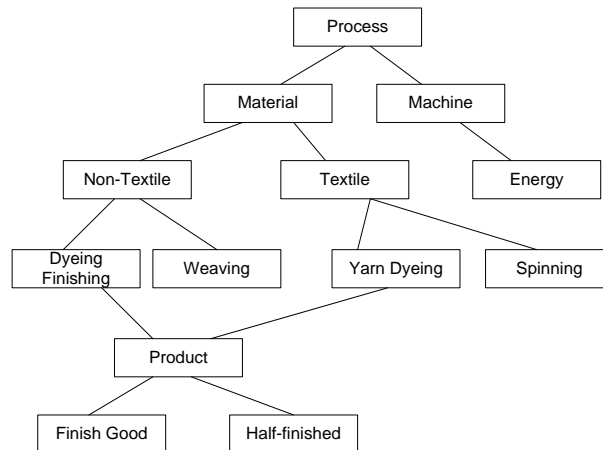 Process
Material
Machine
Non-Textile
Textile
Energy
Dyeing
Finishing
Weaving
Yarn Dyeing
Spinning
Product
Finish Good
Half-finished